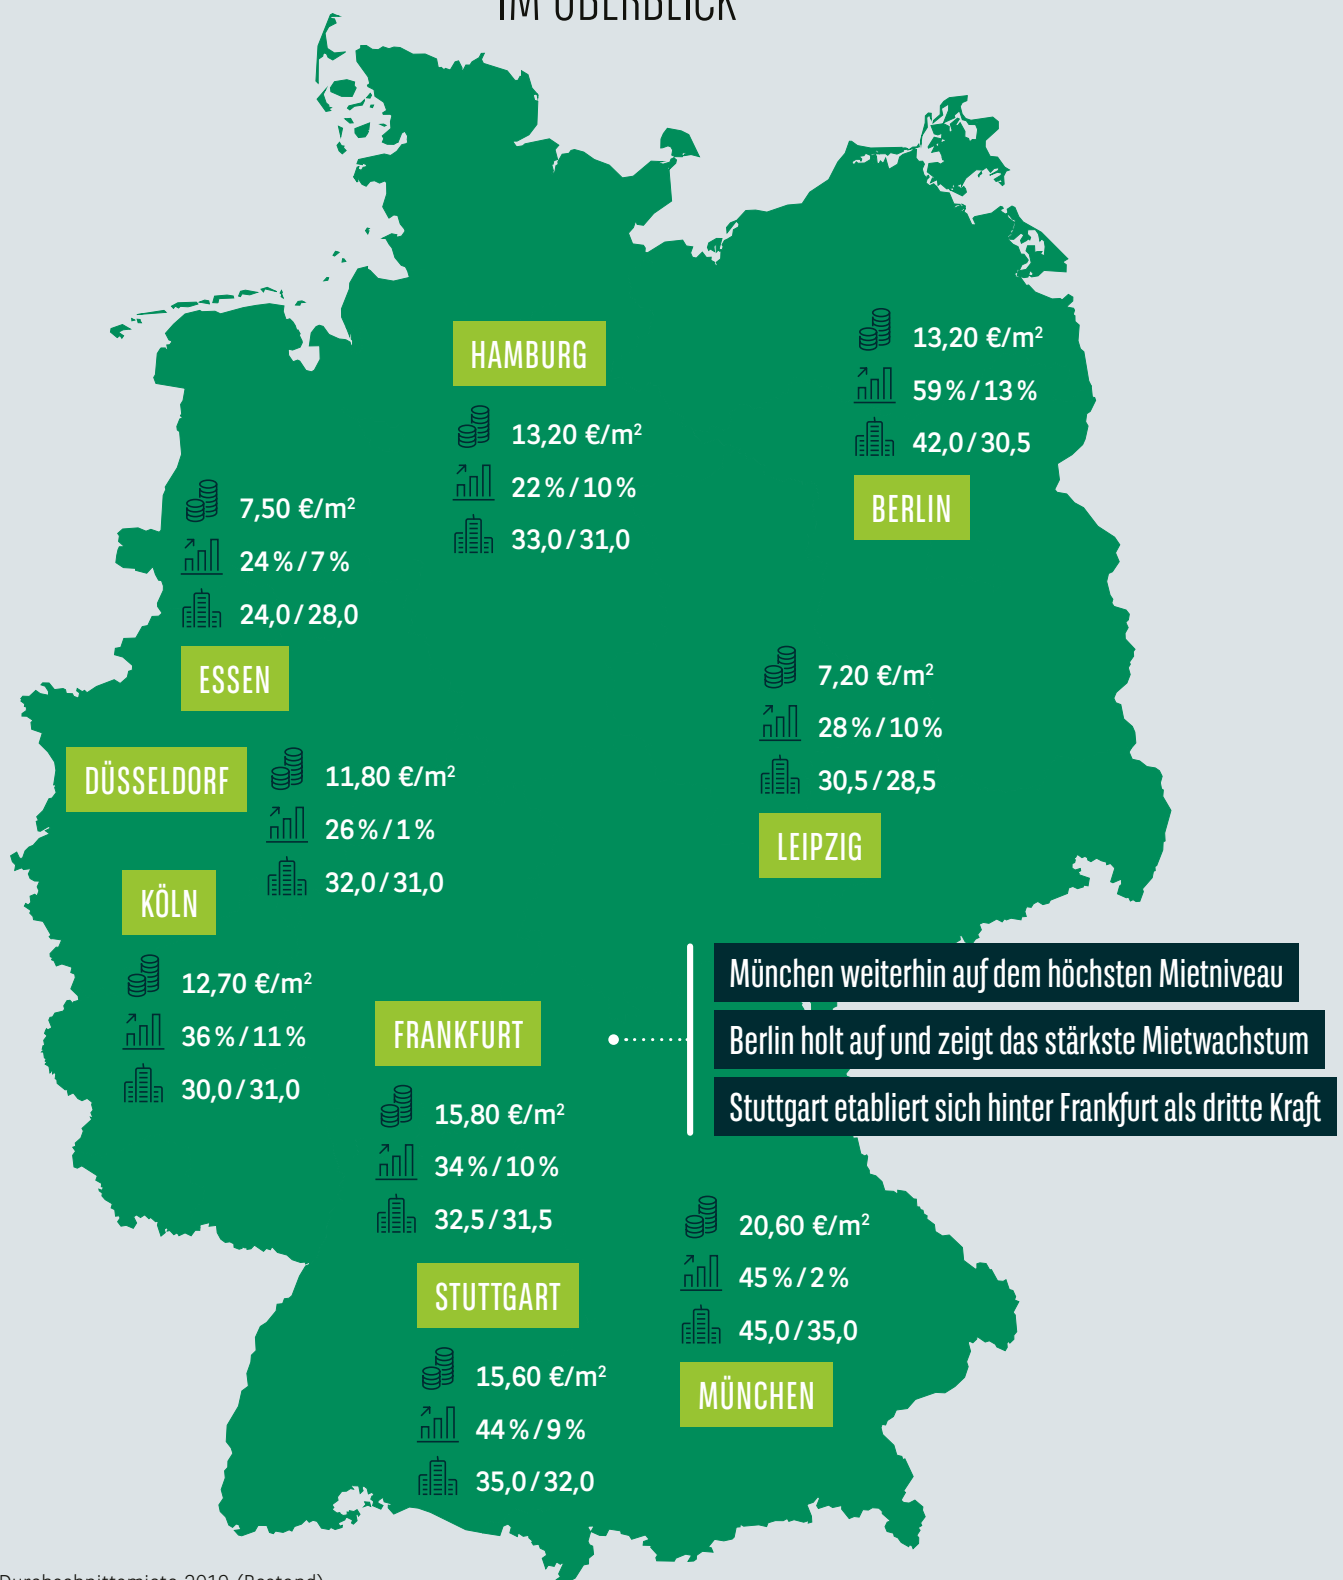 IM ÜBERBLICK
HAMBURG
13,20 €/m²
22 % / 10 %
33,0 / 31,0
13,20 €/m²
59 % / 13 %
42,0 / 30,5
BERLIN
7,50 €/m²
24 % / 7 %
24,0 / 28,0
ESSEN
7,20 €/m²
28 % / 10 %
30,5 / 28,5
LEIPZIG
DÜSSELDORF
11,80 €/m²
26 % / 1 %
32,0 / 31,0
KÖLN
12,70 €/m²
36 % / 11 %
30,0 / 31,0
München weiterhin auf dem höchsten Mietniveau
Berlin holt auf und zeigt das stärkste Mietwachstum
Stuttgart etabliert sich hinter Frankfurt als dritte Kraft
FRANKFURT
15,80 €/m²
34 % / 10 %
32,5 / 31,5
STUTTGART
15,60 €/m²
44 % / 9 %
35,0 / 32,0
20,60 €/m²
45 % / 2 %
45,0 / 35,0
MÜNCHEN
Durchschnittsmiete 2019 (Bestand)